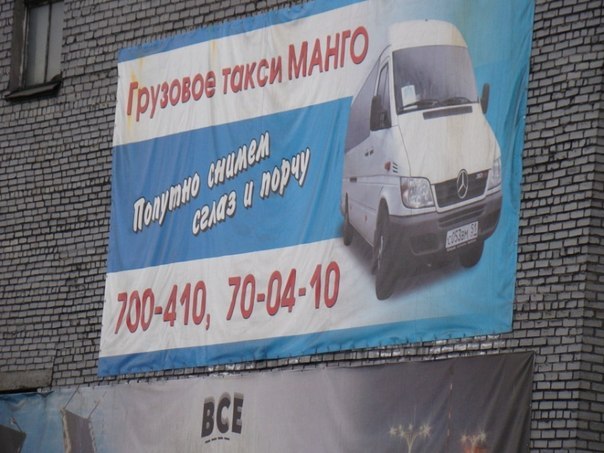 Грузовое такси МАНГО
Попутно снимем
сглаз и порчу
700-410, 70-04-10
ВСЕ